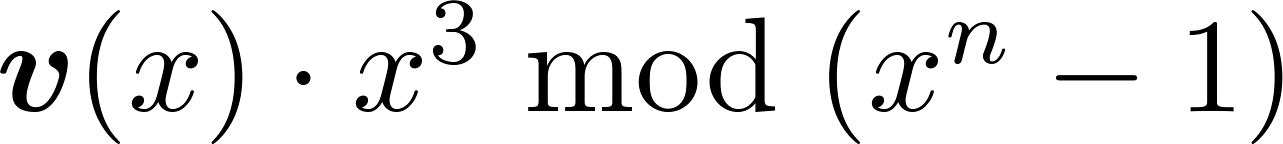 𝒗(x) · x³ mod (xⁿ − 1)